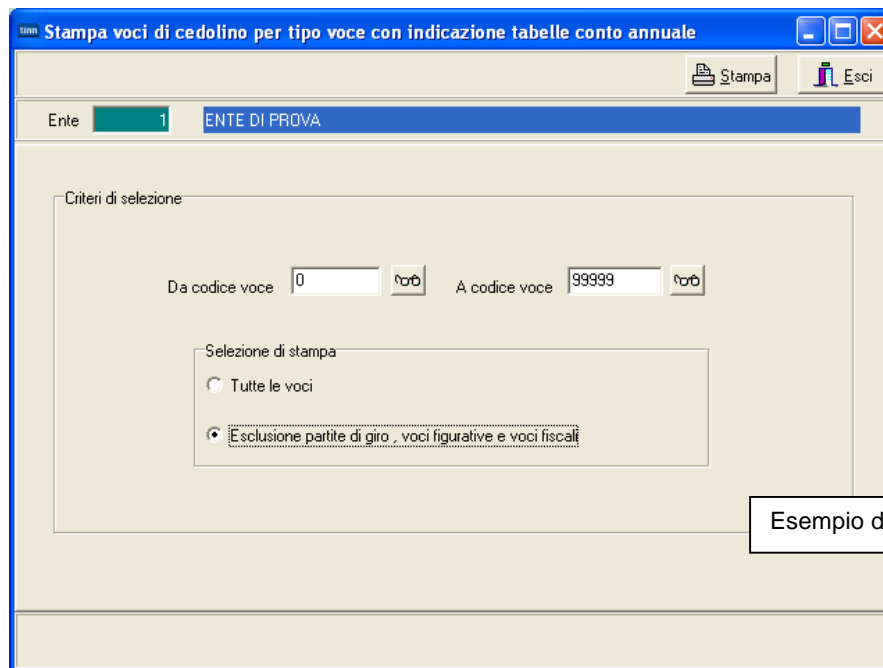 tinn Stampa voci di cedolino per tipo voce con indicazione tabelle conto annuale
Stampa Esci
Ente 1 ENTE DI PROVA
Criteri di selezione
Da codice voce 0 A codice voce 99999
Selezione di stampa
Tutte le voci
Esclusione partite di giro , voci figurative e voci fiscali
Esempio d